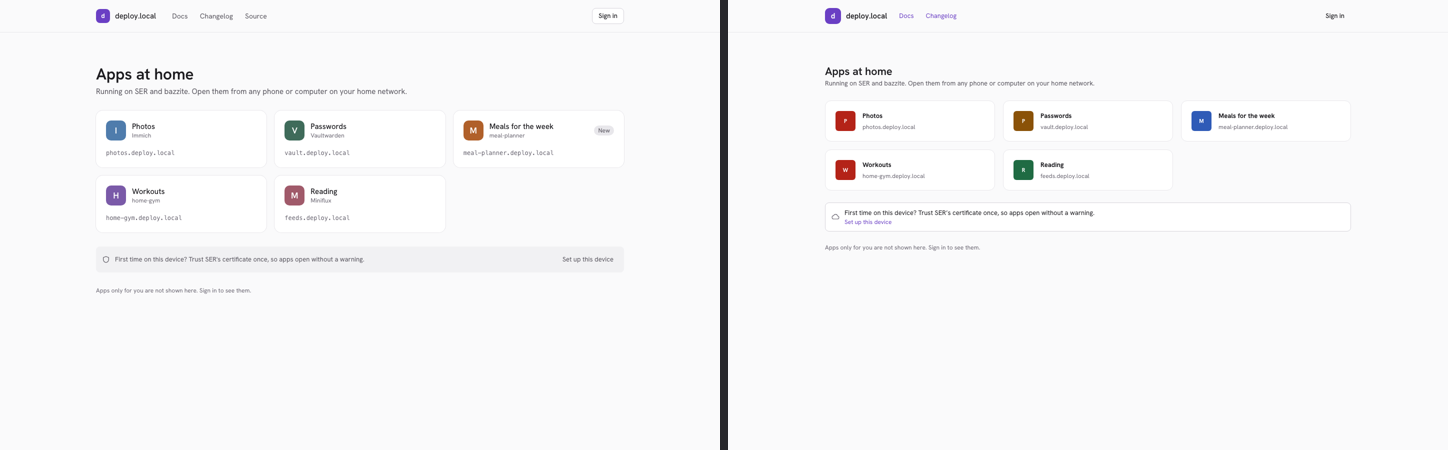 d deploy.local Docs Changelog Source Sign in
Apps at home
Running on SER and bazzite. Open them from any phone or computer on your home network.
I Photos
Immich
photos.deploy.local
V Passwords
Vaultwarden
vault.deploy.local
M Meals for the week
meal-planner
New
meal-planner.deploy.local
H Workouts
home-gym
home-gym.deploy.local
M Reading
Miniflux
feeds.deploy.local
First time on this device? Trust SER's certificate once, so apps open without a warning. Set up this device
Apps only for you are not shown here. Sign in to see them.
d deploy.local Docs Changelog Sign in
Apps at home
Running on SER and bazzite. Open them from any phone or computer on your home network.
P Photos
photos.deploy.local
P Passwords
vault.deploy.local
M Meals for the week
meal-planner.deploy.local
W Workouts
home-gym.deploy.local
R Reading
feeds.deploy.local
First time on this device? Trust SER's certificate once, so apps open without a warning.
Set up this device
Apps only for you are not shown here. Sign in to see them.